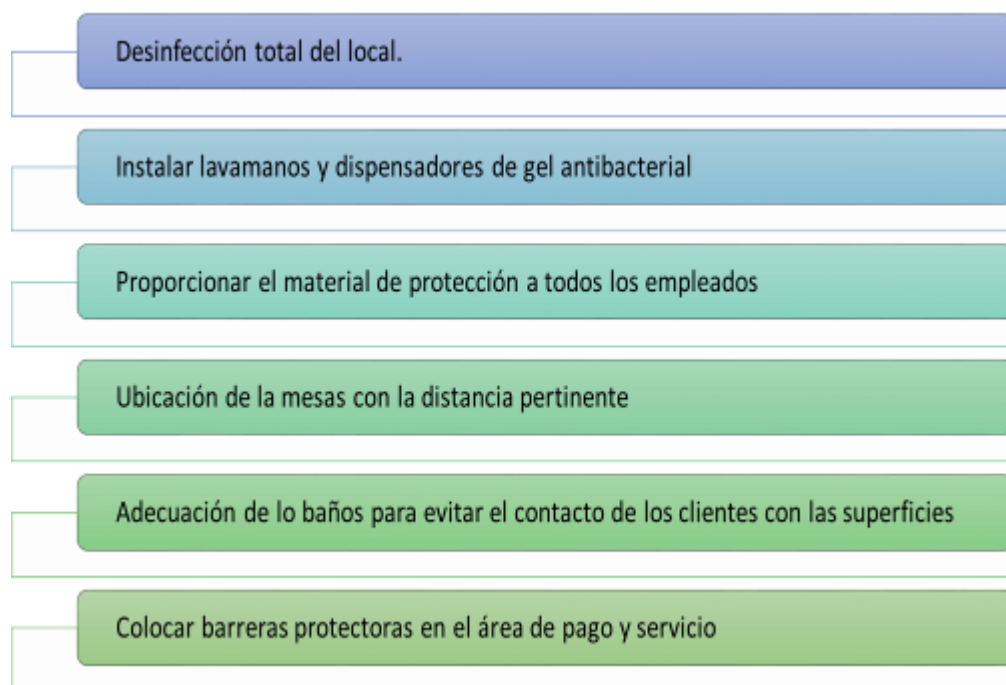 Desinfección total del local.
Instalar lavamanos y dispensadores de gel antibacterial
Proporcionar el material de protección a todos los empleados
Ubicación de la mesas con la distancia pertinente
Adecuación de lo baños para evitar el contacto de los clientes con las superficies
Colocar barreras protectoras en el área de pago y servicio